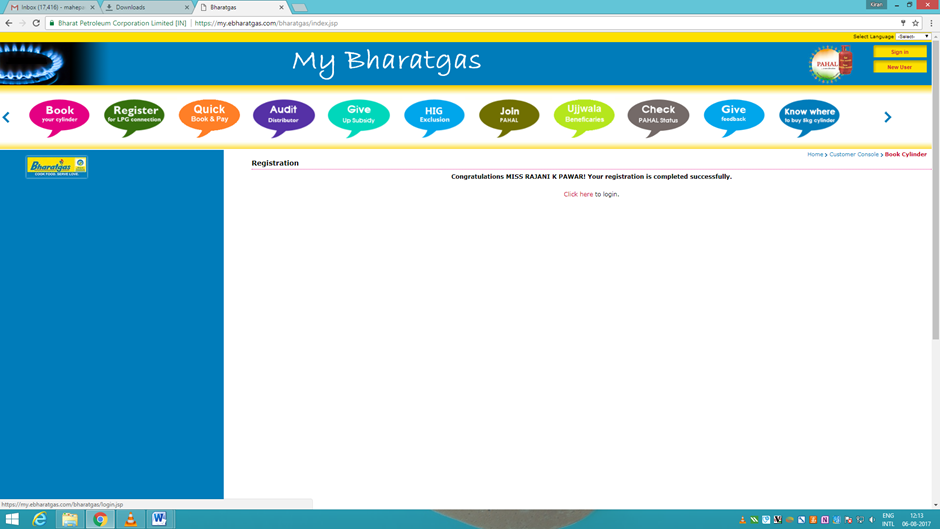 Kiran
Inbox (17,416) - mahepa
Downloads
Bharatgas
Bharat Petroleum Corporation Limited [IN]
https://my.ebharatgas.com/bharatgas/index.jsp
Select Language -Select-
My Bharatgas
PAHAL
Sign in
New User
Book
your cylinder
Register
for LPG connection
Quick
Book & Pay
Audit
Distributor
Give
Up Subsidy
HIG
Exclusion
Join
PAHAL
Ujjwala
Beneficiaries
Check
PAHAL Status
Give
feedback
Know where
to buy 5kg cylinder
Home > Customer Console > Book Cylinder
Bharatgas
COOK FOOD. SERVE LOVE
Registration
Congratulations MISS RAJANI K PAWAR! Your registration is completed successfully.
Click here to login.
https://my.ebharatgas.com/bharatgas/login.jsp
ENG
INTL
12:13
06-08-2017